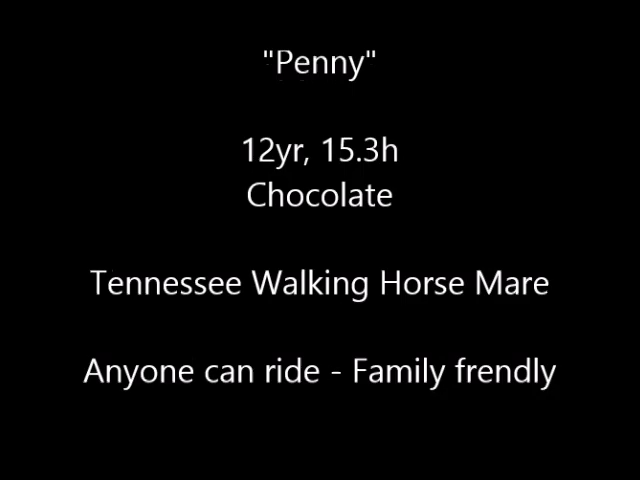 "Penny"
12yr, 15.3h
Chocolate
Tennessee Walking Horse Mare
Anyone can ride - Family frendly